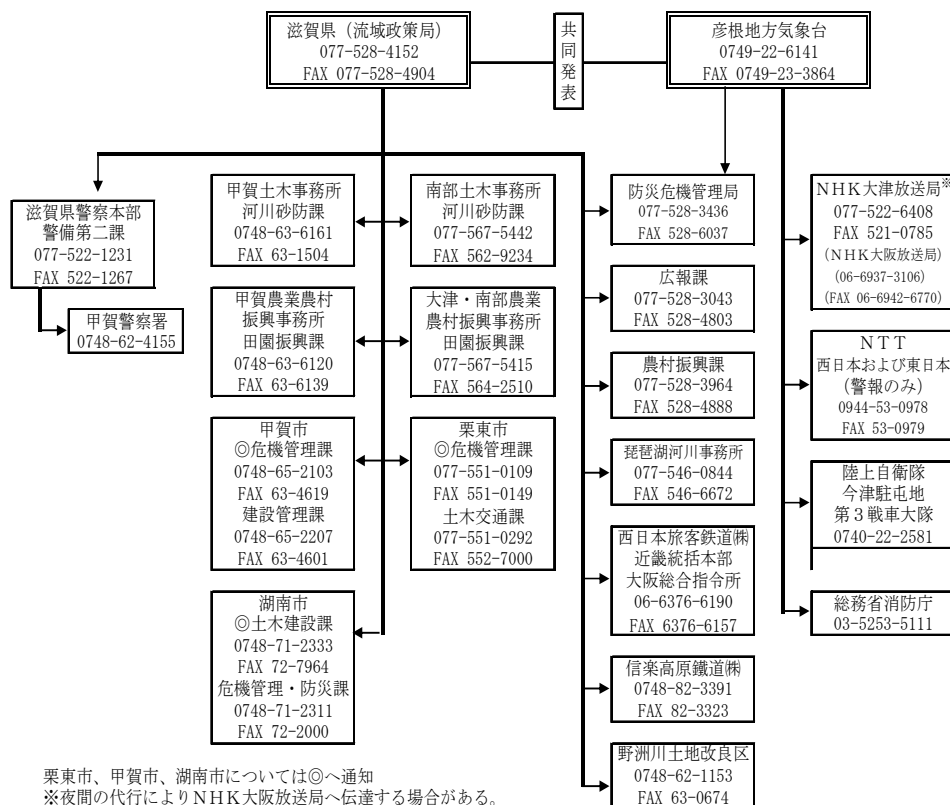 滋賀県（流域政策局）
077-528-4152
FAX 077-528-4904
共同発表
彦根地方気象台
0749-22-6141
FAX 0749-23-3864
滋賀県警察本部
警備第二課
077-522-1231
FAX 522-1267
甲賀警察署
0748-62-4155
甲賀土木事務所
河川砂防課
0748-63-6161
FAX 63-1504
甲賀農業農村
振興事務所
田園振興課
0748-63-6120
FAX 63-6139
甲賀市
◎危機管理課
0748-65-2103
FAX 63-4619
建設管理課
0748-65-2207
FAX 63-4601
湖南市
◎土木建設課
0748-71-2333
FAX 72-7964
危機管理・防災課
0748-71-2311
FAX 72-2000
南部土木事務所
河川砂防課
077-567-5442
FAX 562-9234
大津・南部農業
農村振興事務所
田園振興課
077-567-5415
FAX 564-2510
栗東市
◎危機管理課
077-551-0109
FAX 551-0149
土木交通課
077-551-0292
FAX 552-7000
防災危機管理局
077-528-3436
FAX 528-6037
広報課
077-528-3043
FAX 528-4803
農村振興課
077-528-3964
FAX 528-4888
琵琶湖河川事務所
077-546-0844
FAX 546-6672
西日本旅客鉄道㈱
近畿統括本部
大阪総合指令所
06-6376-6190
FAX 6376-6157
信楽高原鐵道㈱
0748-82-3391
FAX 82-3323
野洲川土地改良区
0748-62-1153
FAX 63-0674
ＮＨＫ大津放送局※
077-522-6408
FAX 521-0785
(ＮＨＫ大阪放送局)
(06-6937-3106)
(FAX 06-6942-6770)
ＮＴＴ
西日本および東日本
（警報のみ）
0944-53-0978
FAX 53-0979
陸上自衛隊
今津駐屯地
第３戦車大隊
0740-22-2581
総務省消防庁
03-5253-5111
栗東市、甲賀市、湖南市については◎へ通知
※夜間の代行によりＮＨＫ大阪放送局へ伝達する場合がある。